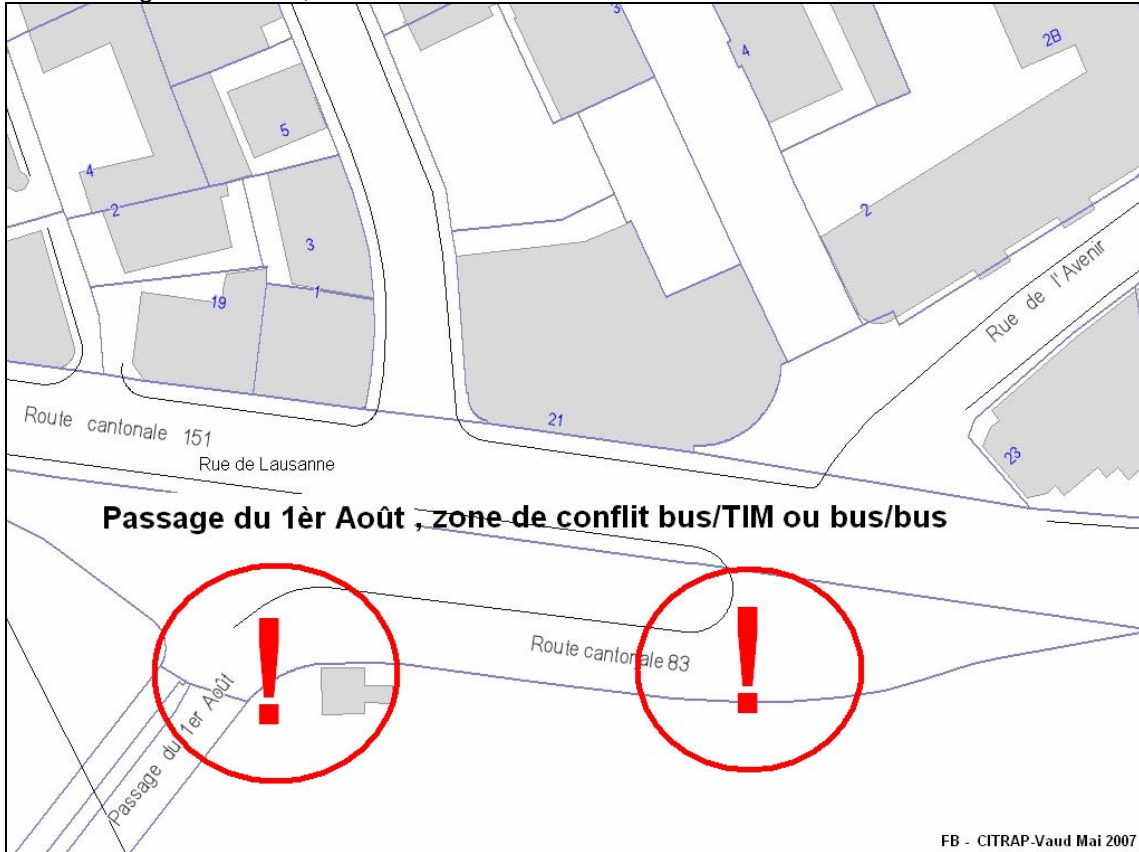 3
4
2B
5
4
2
3
2
19
1
Rue de l'Avenir
21
23
Route cantonale 151
Rue de Lausanne
Passage du 1èr Août , zone de conflit bus/TIM ou bus/bus
!
!
Route cantonale 83
Passage du 1er Août
FB - CITRAP-Vaud Mai 2007